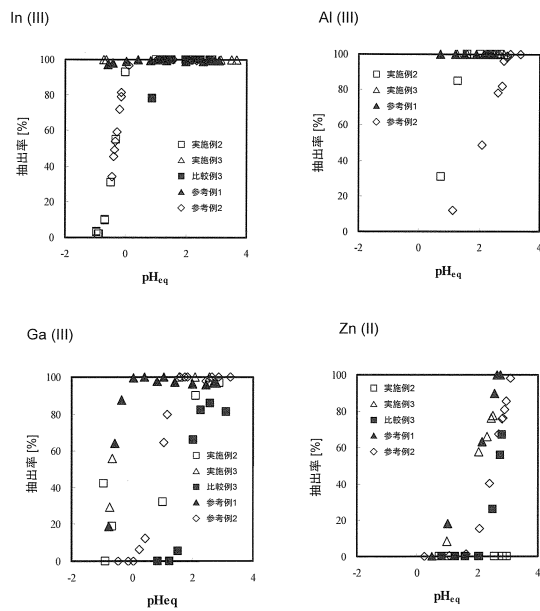 In (III)
抽出率 [%]
100
80
60
40
20
0
-2
0
2
4
pHeq
実施例2
実施例3
比較例3
参考例1
参考例2
Al (III)
抽出率 [%]
100
80
60
40
20
0
-2
0
2
4
pHeq
実施例2
実施例3
参考例1
参考例2
Ga (III)
抽出率 [%]
100
80
60
40
20
0
-2
0
2
4
pHeq
実施例2
実施例3
比較例3
参考例1
参考例2
Zn (II)
抽出率 [%]
100
80
60
40
20
0
-2
0
2
4
pHeq
実施例2
実施例3
比較例3
参考例1
参考例2